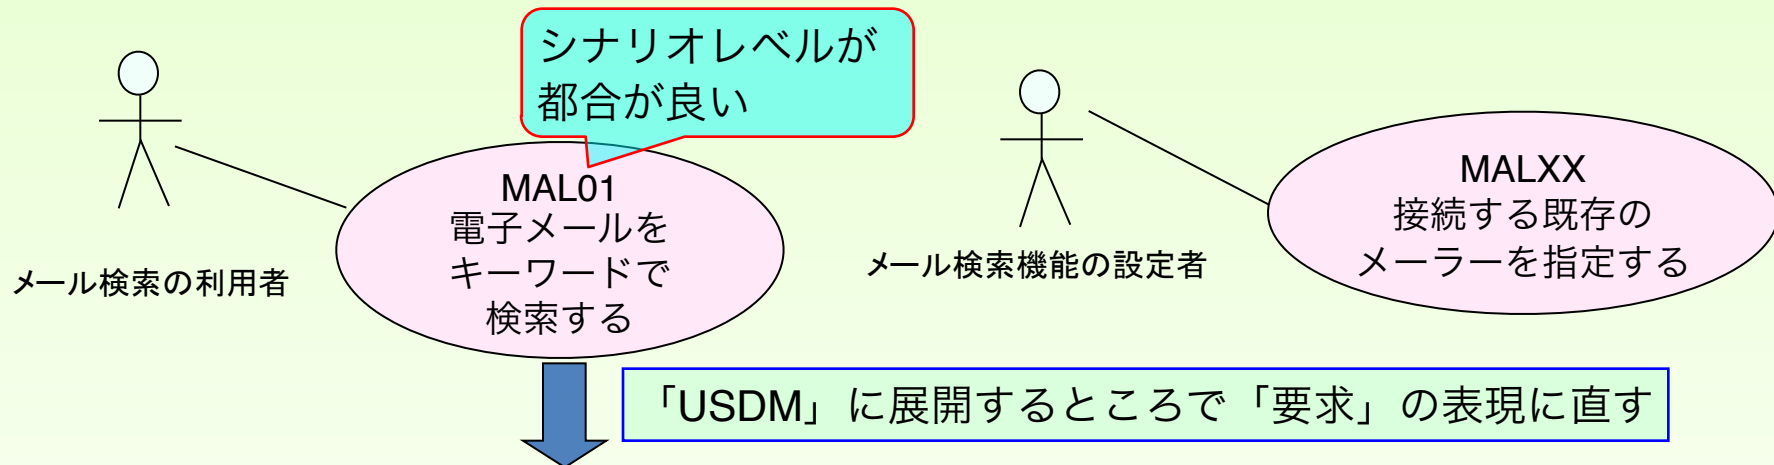 シナリオレベルが
都合が良い
MAL01
電子メールを
キーワードで
検索する
メール検索の利用者
MALXX
接続する既存の
メーラーを指定する
メール検索機能の設定者
「USDM」に展開するところで「要求」の表現に直す